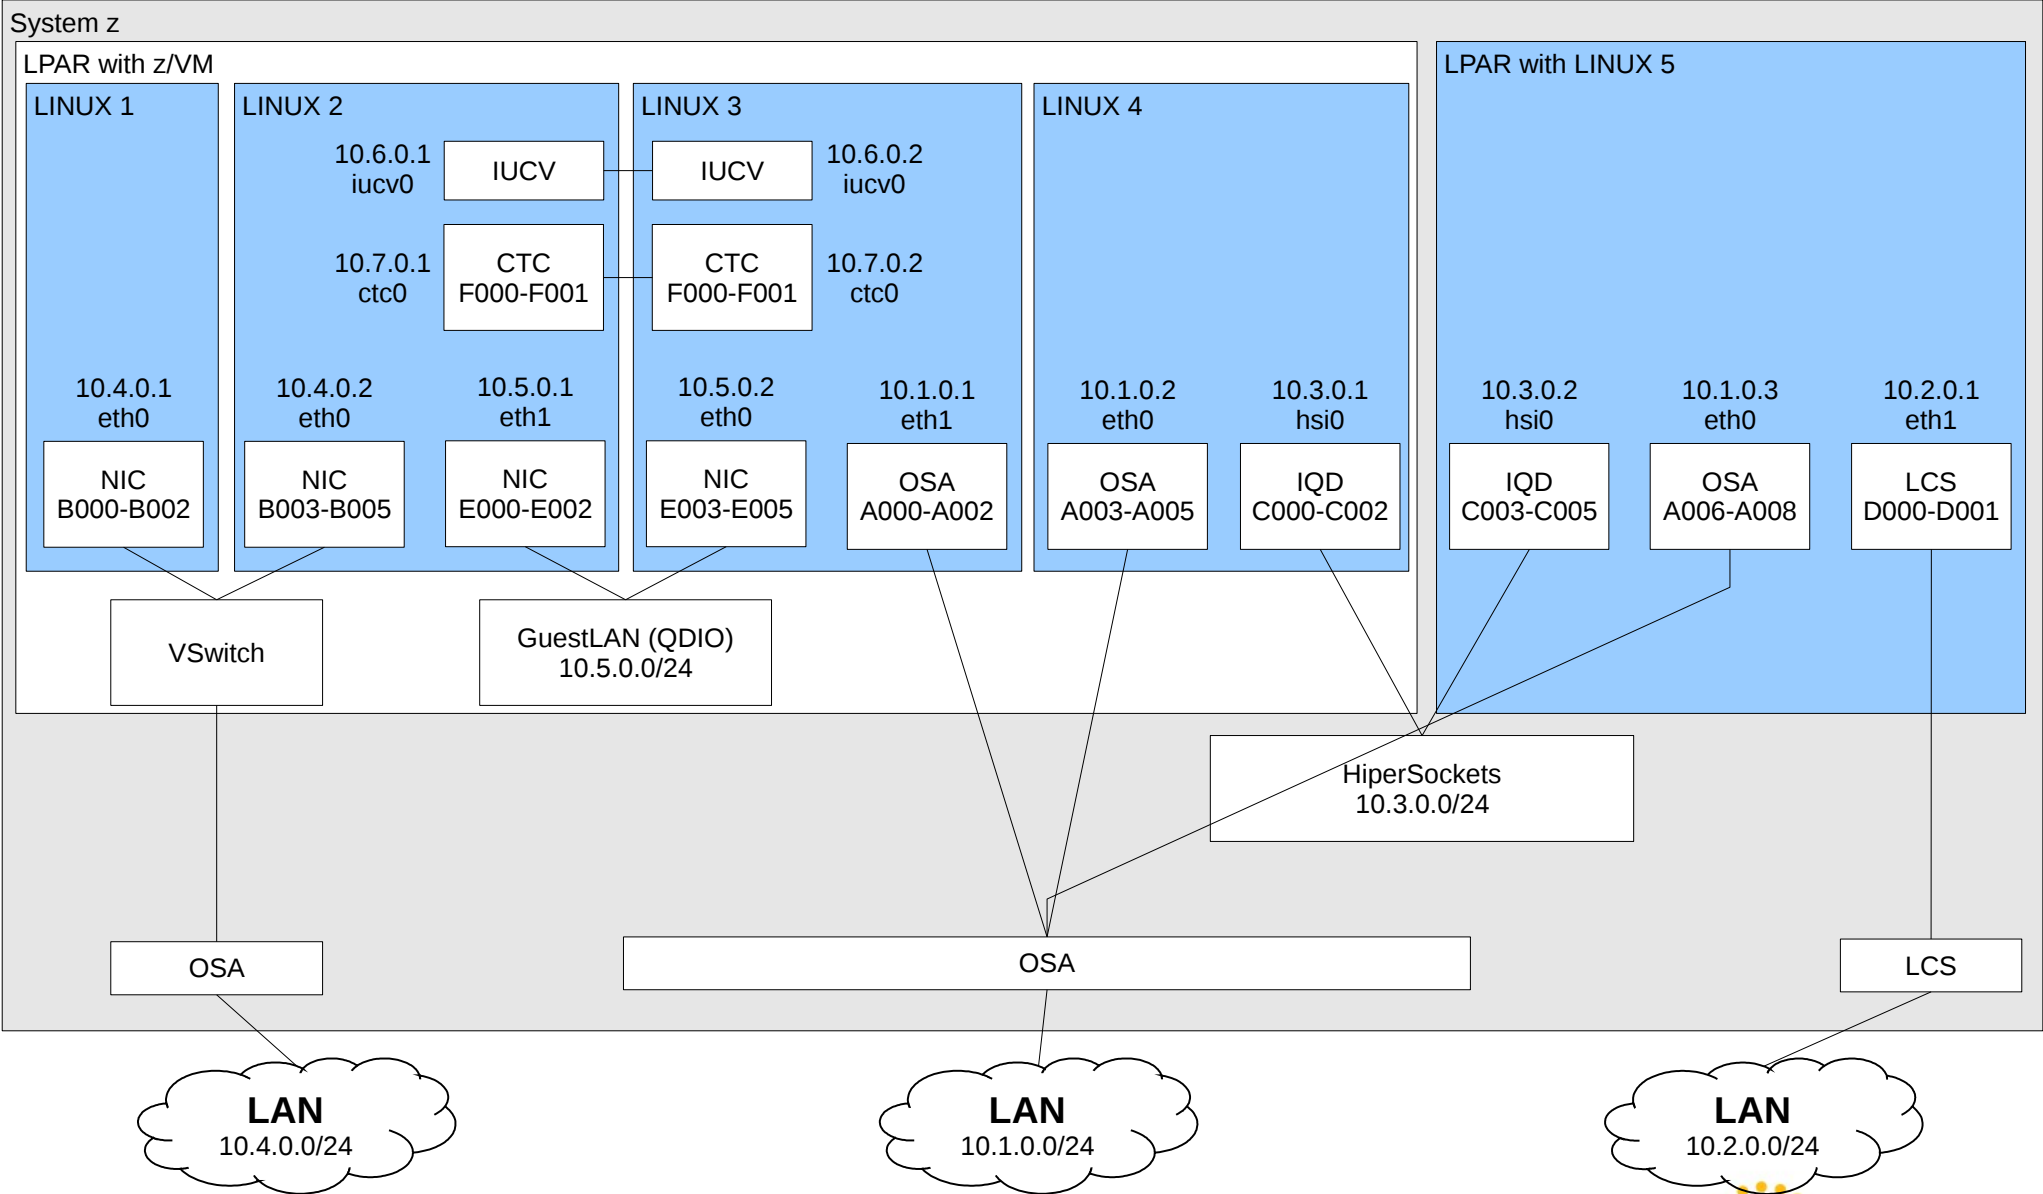 System z
LPAR with z/VM
LPAR with LINUX 5
LINUX 1
LINUX 2
LINUX 3
LINUX 4
10.6.0.1
iucv0
IUCV
IUCV
10.6.0.2
iucv0
10.7.0.1
ctc0
CTC
F000-F001
CTC
F000-F001
10.7.0.2
ctc0
10.4.0.1
eth0
10.4.0.2
eth0
10.5.0.1
eth1
10.5.0.2
eth0
10.1.0.1
eth1
10.1.0.2
eth0
10.3.0.1
hsi0
10.3.0.2
hsi0
10.1.0.3
eth0
10.2.0.1
eth1
NIC
B000-B002
NIC
B003-B005
NIC
E000-E002
NIC
E003-E005
OSA
A000-A002
OSA
A003-A005
IQD
C000-C002
IQD
C003-C005
OSA
A006-A008
LCS
D000-D001
VSwitch
GuestLAN (QDIO)
10.5.0.0/24
HiperSockets
10.3.0.0/24
OSA
OSA
LCS
LAN
10.4.0.0/24
LAN
10.1.0.0/24
LAN
10.2.0.0/24